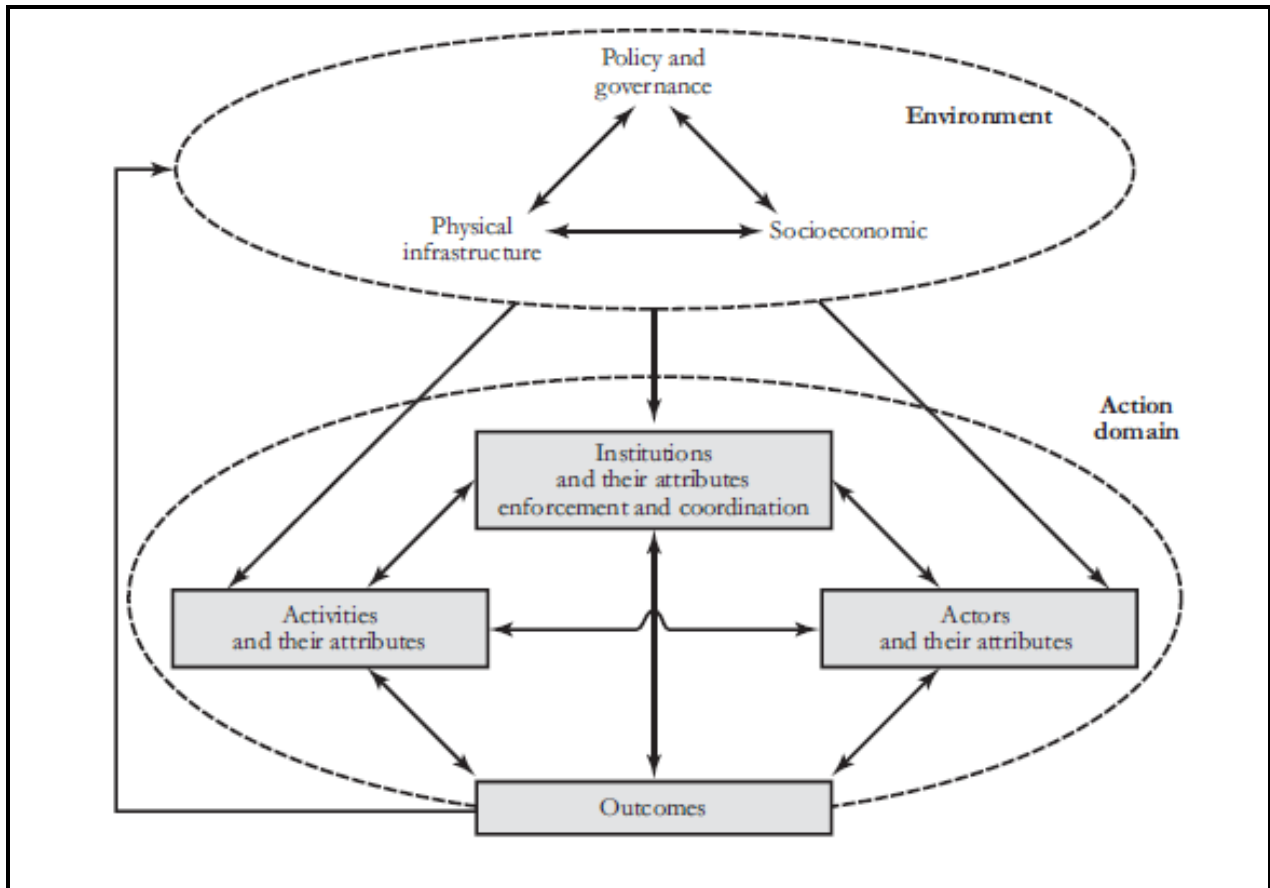 Policy and
governance
Environment
Physical
infrastructure
Socioeconomic
Action
domain
Institutions
and their attributes
enforcement and coordination
Activities
and their attributes
Actors
and their attributes
Outcomes